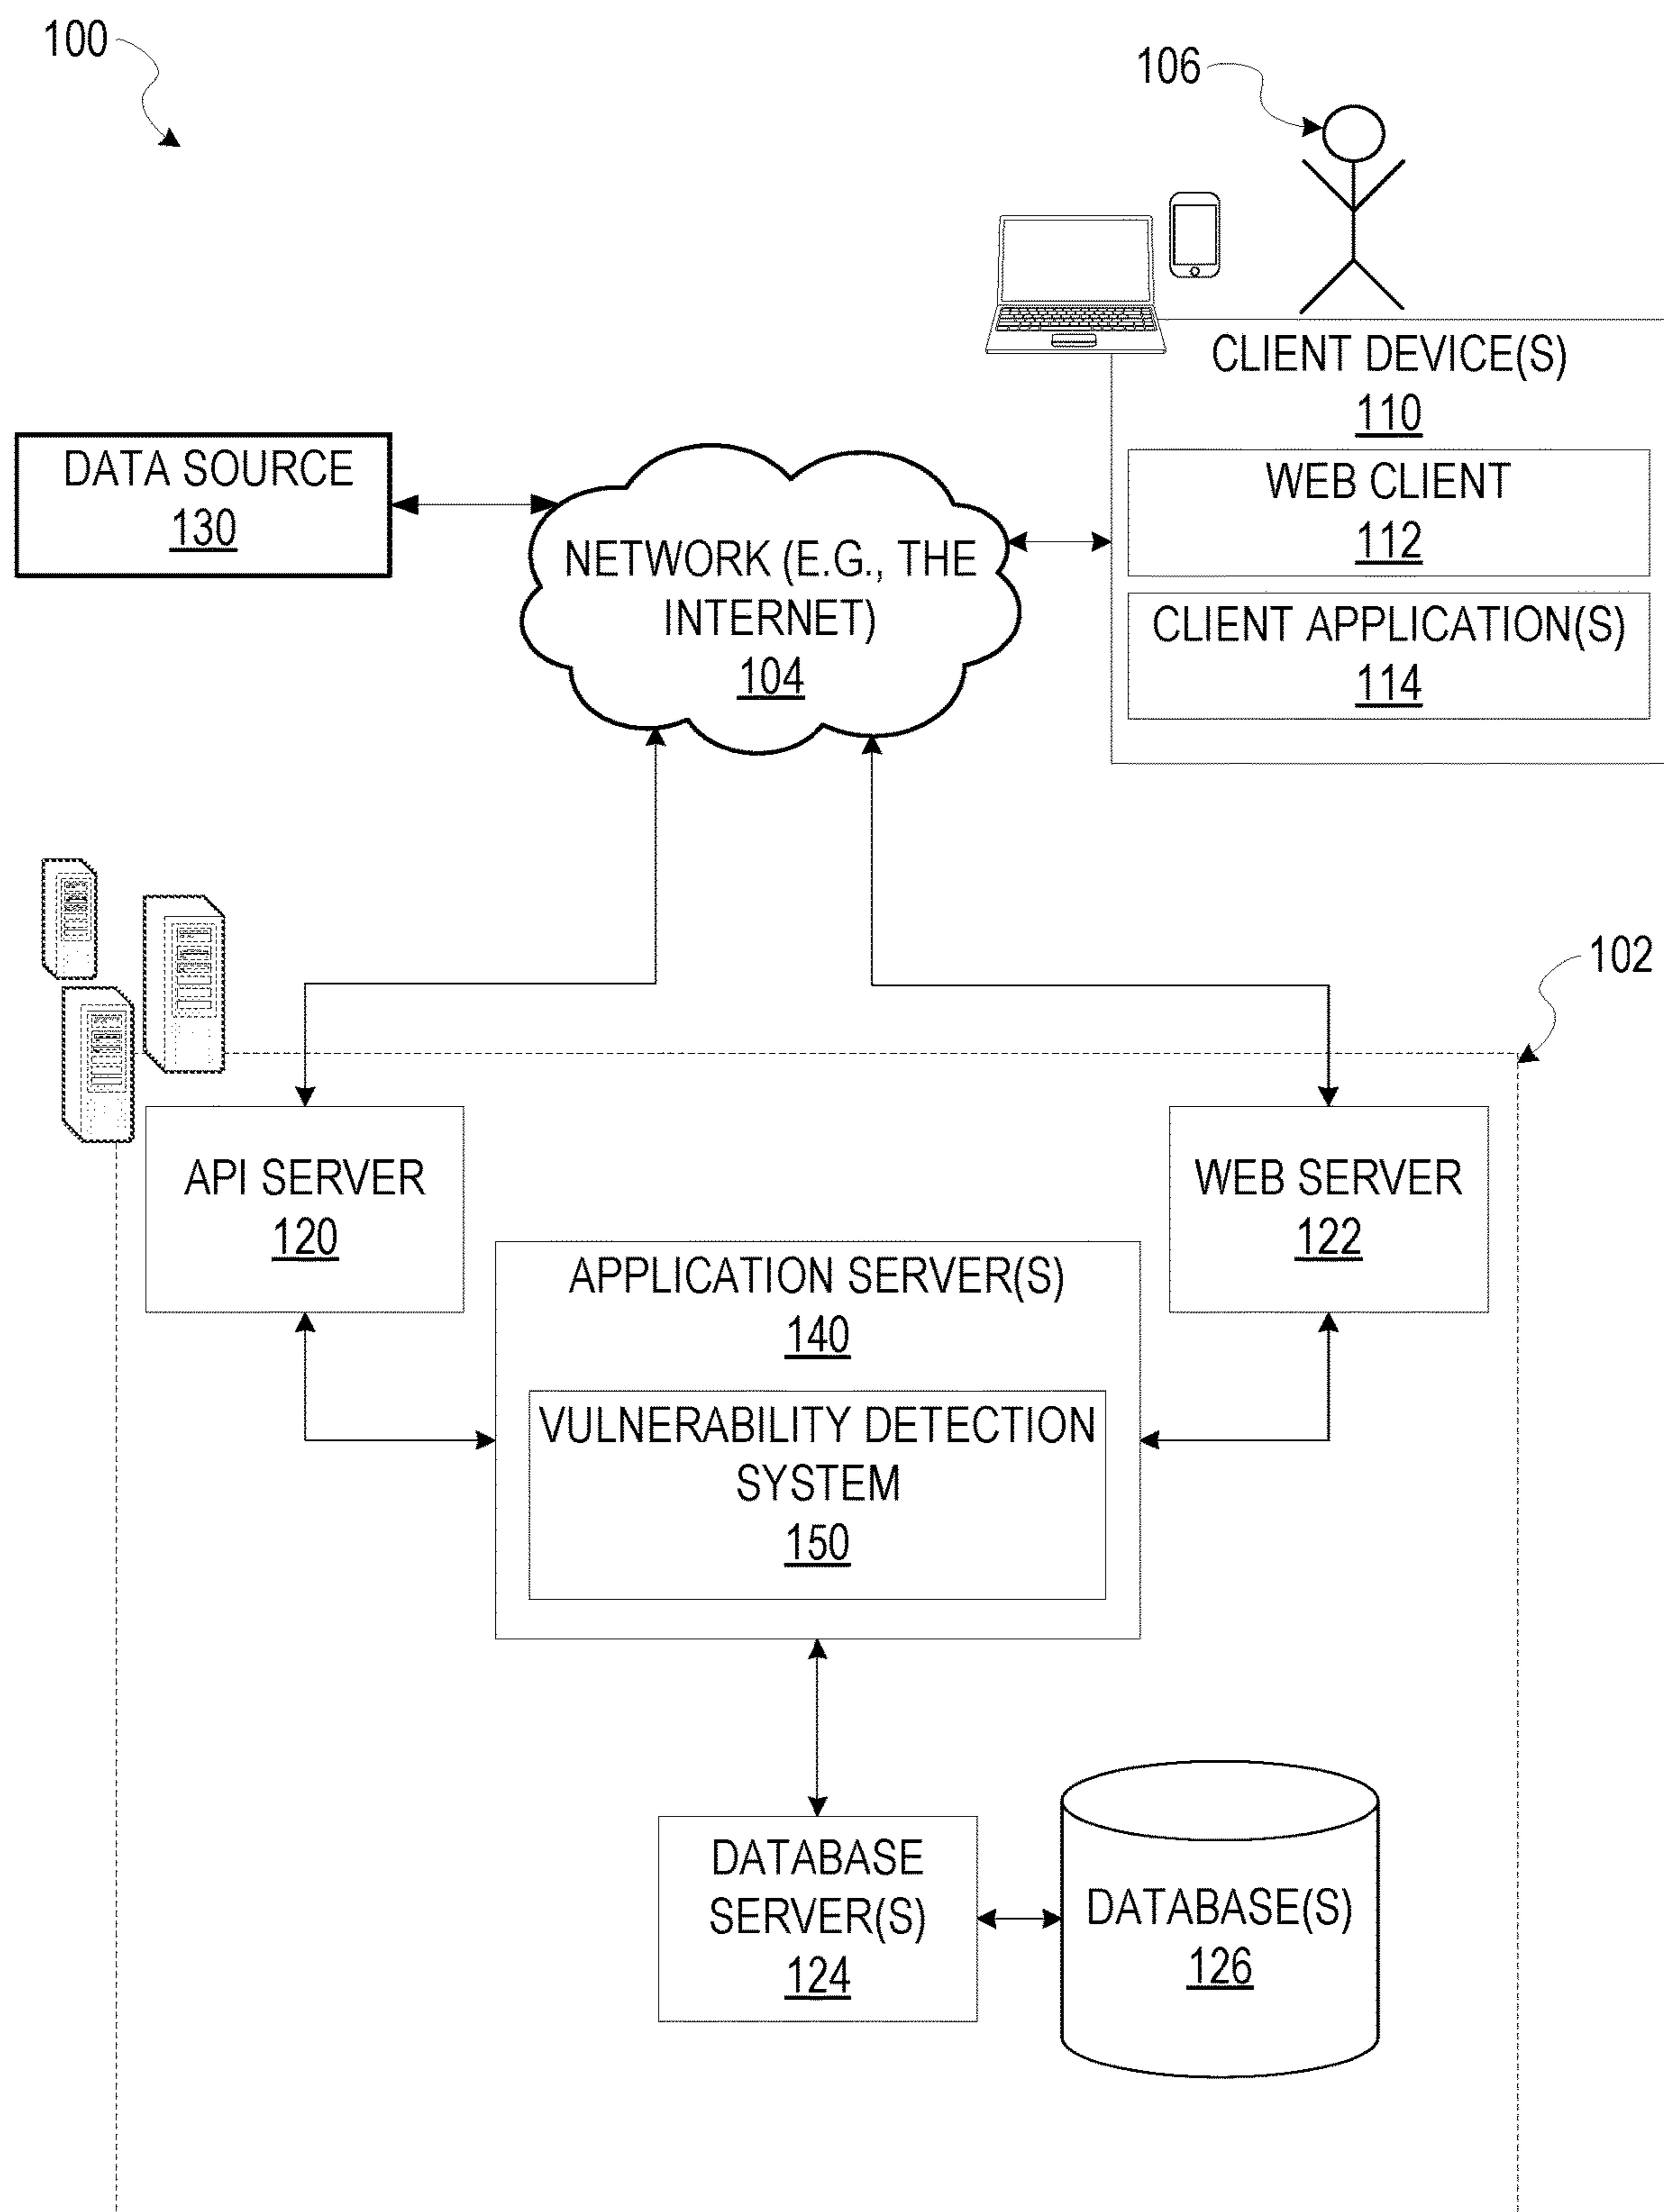 100
106
CLIENT DEVICE(S)
110
DATA SOURCE
130
WEB CLIENT
112
NETWORK (E.G., THE
INTERNET)
104
CLIENT APPLICATION(S)
114
102
API SERVER
120
WEB SERVER
122
APPLICATION SERVER(S)
140
VULNERABILITY DETECTION
SYSTEM
150
DATABASE
SERVER(S)
124
DATABASE(S)
126